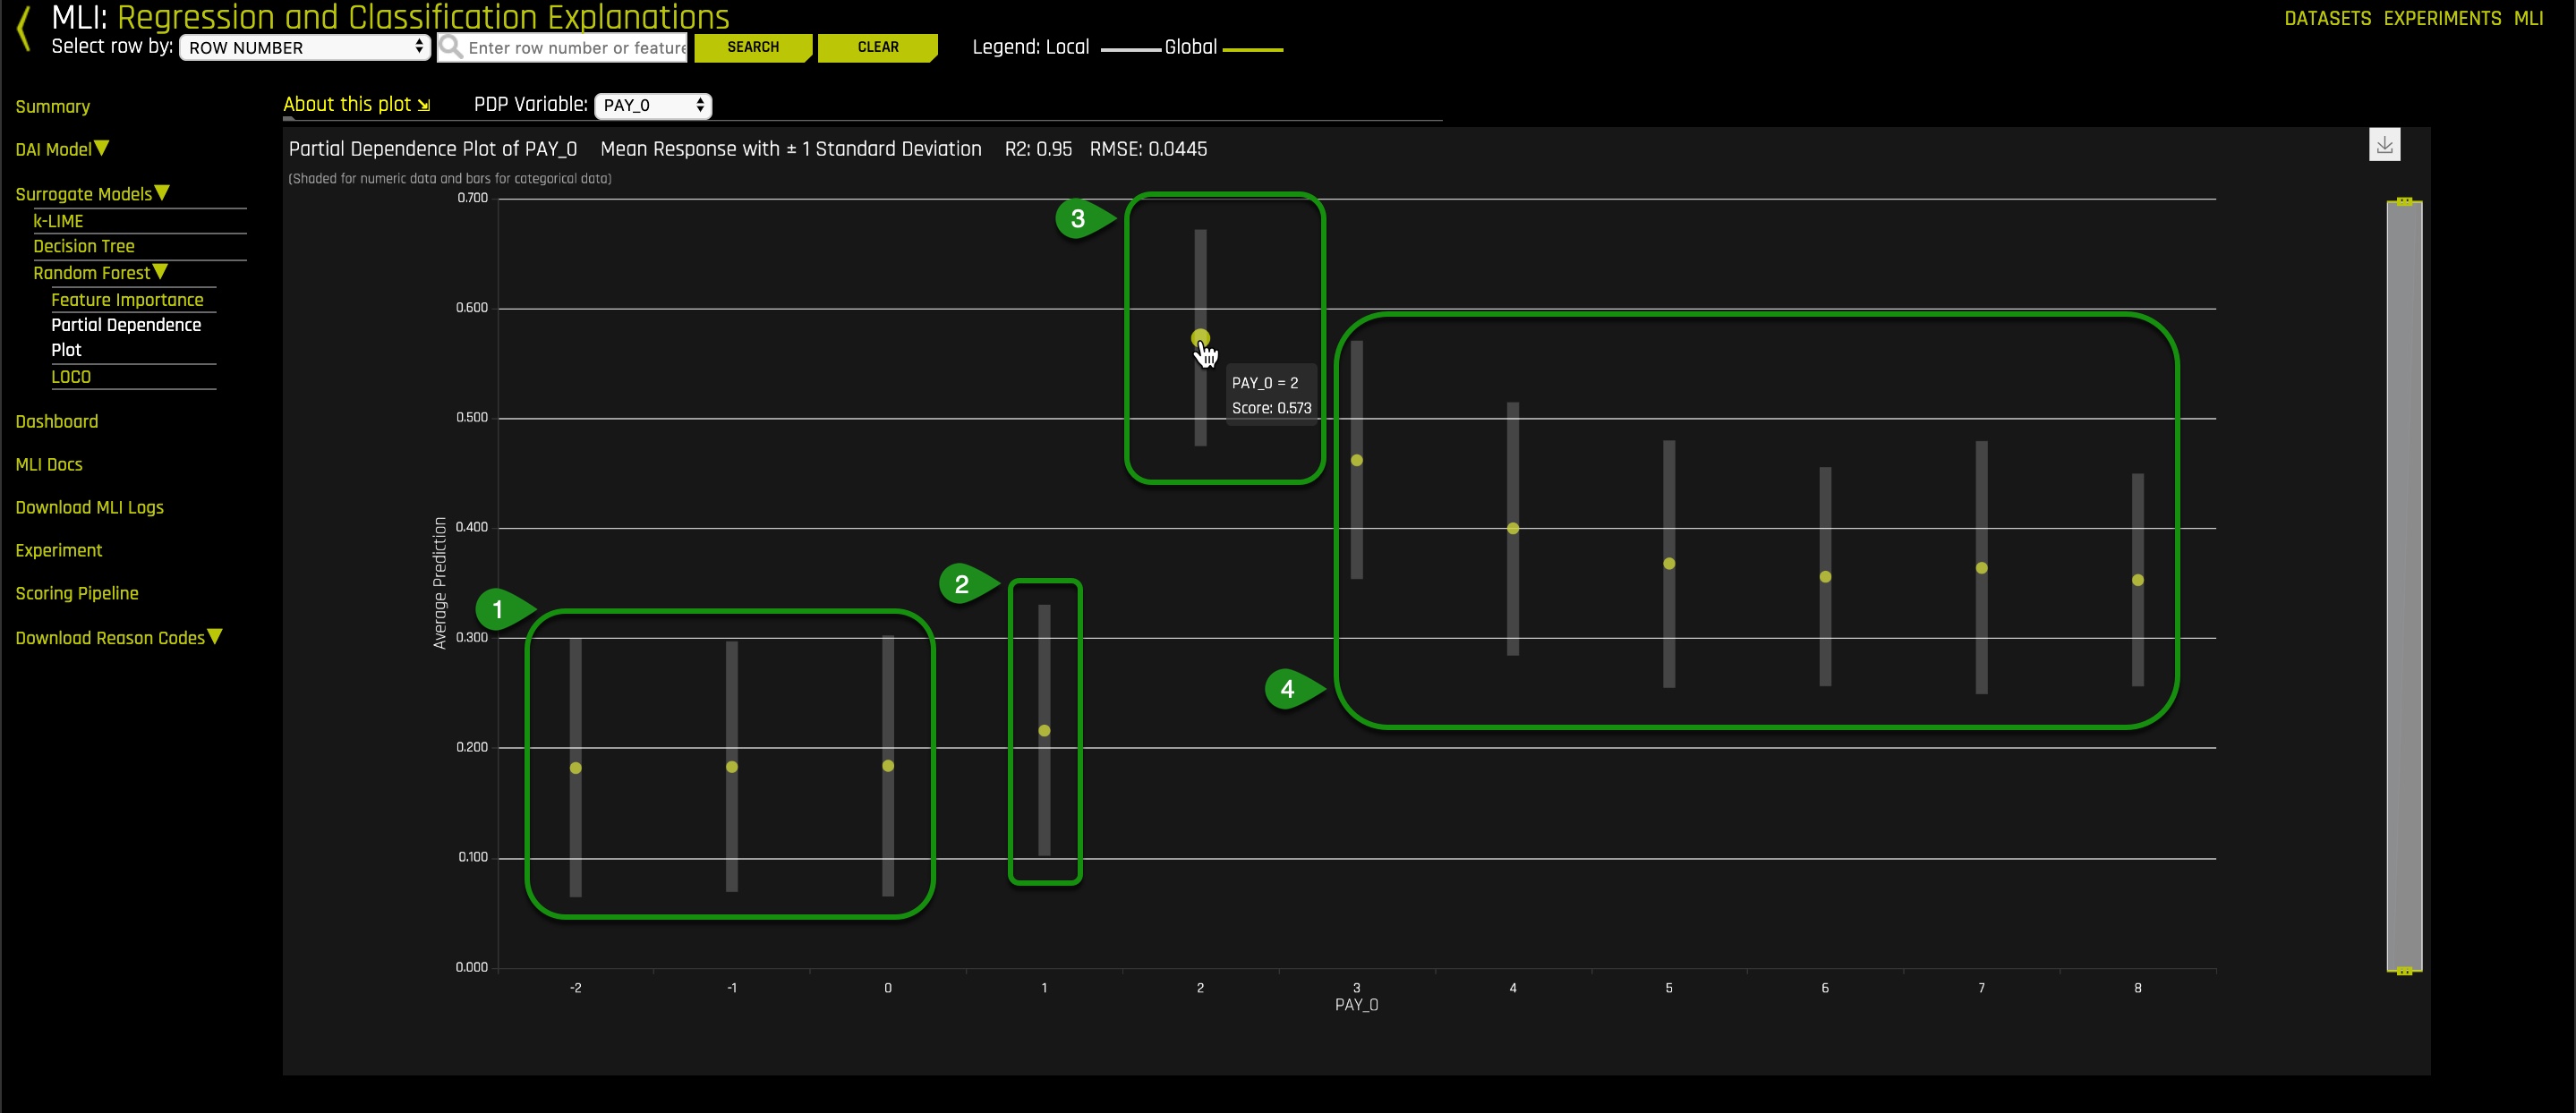 MLI: Regression and Classification Explanations
DATASETS EXPERIMENTS MLI
Select row by: ROW NUMBER Enter row number or feature SEARCH CLEAR Legend: Local Global
About this plot PDP Variable: PAY_0
Summary
DAI Model
Surrogate Models
k-LIME
Decision Tree
Random Forest
Feature Importance
Partial Dependence
Plot
LOCO
Dashboard
MLI Docs
Download MLI Logs
Experiment
Scoring Pipeline
Download Reason Codes
Partial Dependence Plot of PAY_0 Mean Response with ± 1 Standard Deviation R2: 0.95 RMSE: 0.0445
(Shaded for numeric data and bars for categorical data)
0.700
0.600
0.500
0.400
0.300
0.200
0.100
0.000
Average Prediction
3
PAY_0 = 2
Score: 0.573
2
1
4
-2 -1 0 1 2 3 4 5 6 7 8
PAY_0